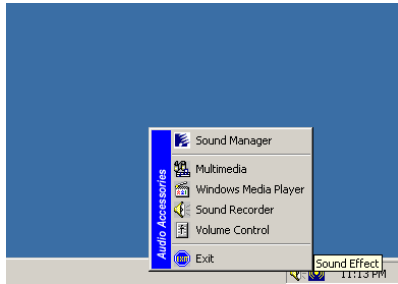 Sound Manager
Multimedia
Windows Media Player
Sound Recorder
Volume Control
Exit
Audio Accessories
Sound Effect
11:13 PM